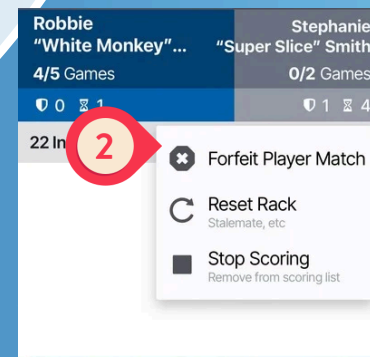 Robbie
"White Monkey"...
4/5 Games
0 1
Stephanie
"Super Slice" Smith
0/2 Games
1 4
22 In
2
Forfeit Player Match
Reset Rack
Stalemate, etc
Stop Scoring
Remove from scoring list